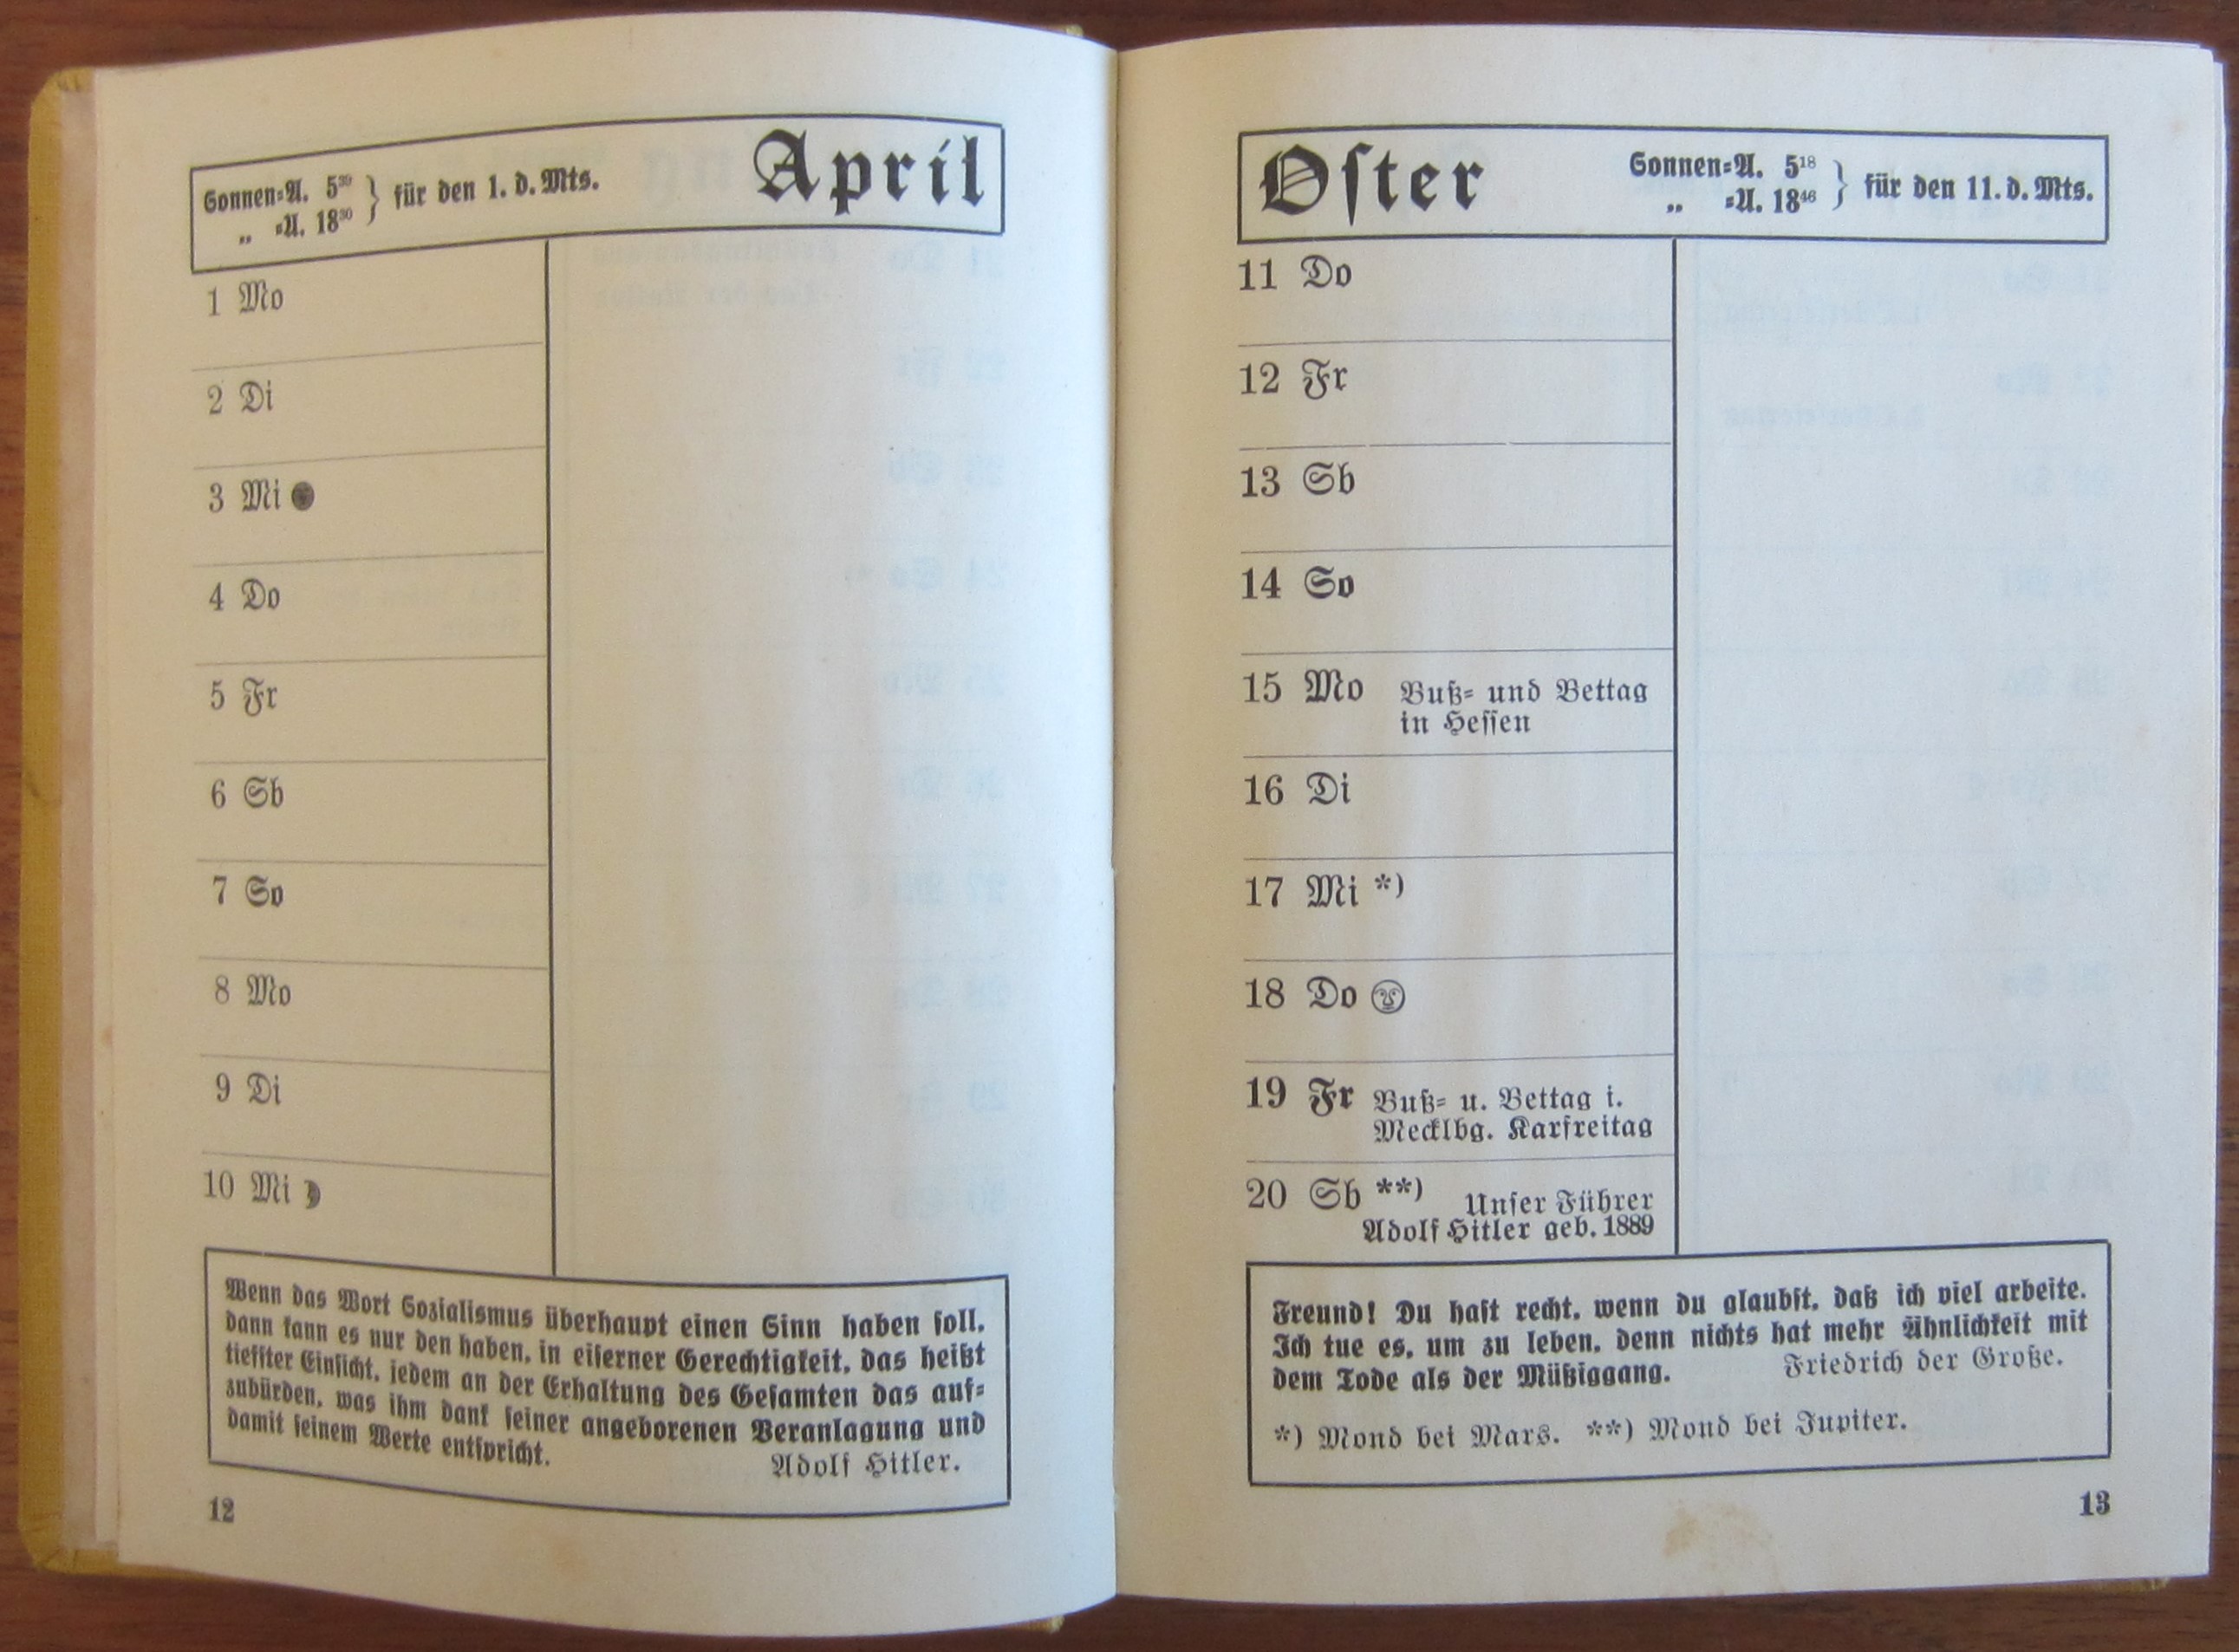 Sonnen=A. 5³⁹ } für den 1. d. Mts. April
„ =U. 18³⁰
1 Mo
2 Di
3 Mi
4 Do
5 Fr
6 Sb
7 So
8 Mo
9 Di
10 Mi
Wenn das Wort Sozialismus überhaupt einen Sinn haben soll,
dann kann es nur den haben, in eiserner Gerechtigkeit, das heißt
tiefster Einsicht, jedem an der Erhaltung des Gesamten das auf=
zubürden, was ihm dank seiner angeborenen Veranlagung und
damit seinem Werte entspricht.
Adolf Hitler.
12
Oster Sonnen=A. 5¹⁸ } für den 11. d. Mts.
„ =U. 18⁴⁶
11 Do
12 Fr
13 Sb
14 So
15 Mo Buß= und Bettag
in Hessen
16 Di
17 Mi *)
18 Do
19 Fr Buß= u. Bettag i.
Mecklbg. Karfreitag
20 Sb **) Unser Führer
Adolf Hitler geb. 1889
Freund! Du hast recht, wenn du glaubst, daß ich viel arbeite.
Ich tue es, um zu leben, denn nichts hat mehr Ähnlichkeit mit
dem Tode als der Müßiggang. Friedrich der Große.
*) Mond bei Mars. **) Mond bei Jupiter.
13